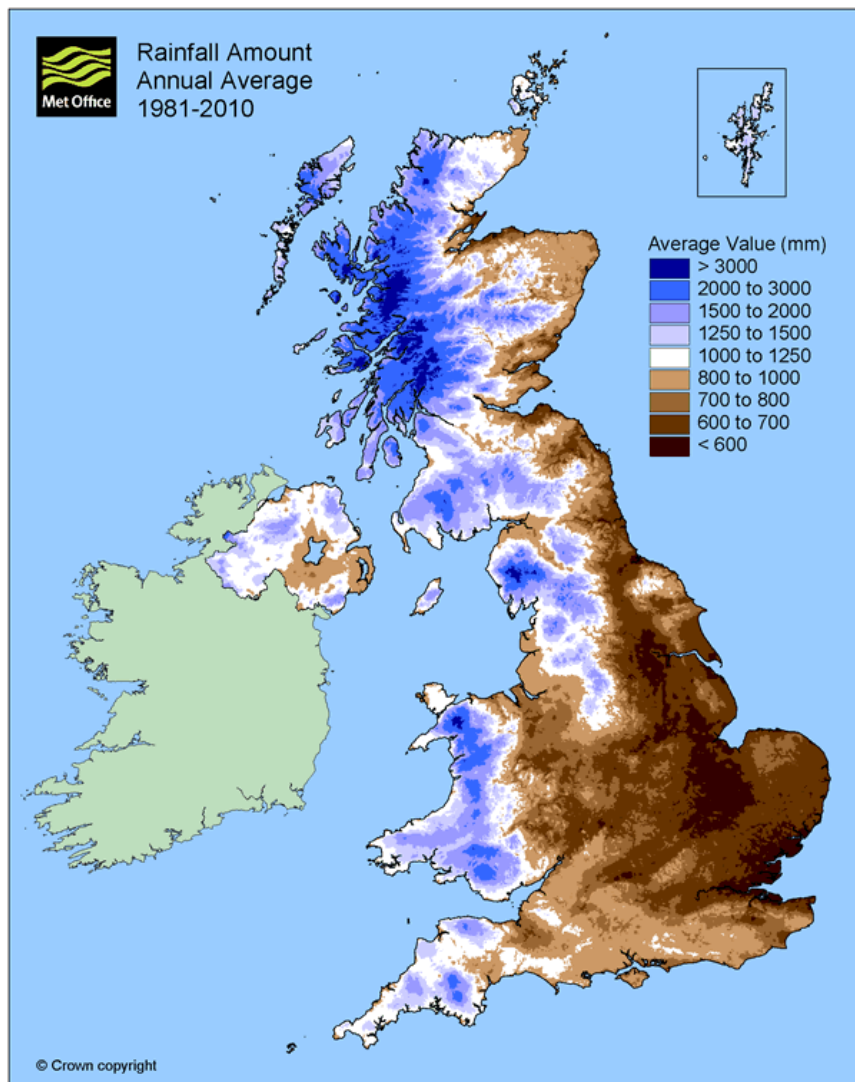 Met Office
Rainfall Amount
Annual Average
1981-2010
Average Value (mm)
> 3000
2000 to 3000
1500 to 2000
1250 to 1500
1000 to 1250
800 to 1000
700 to 800
600 to 700
< 600
© Crown copyright